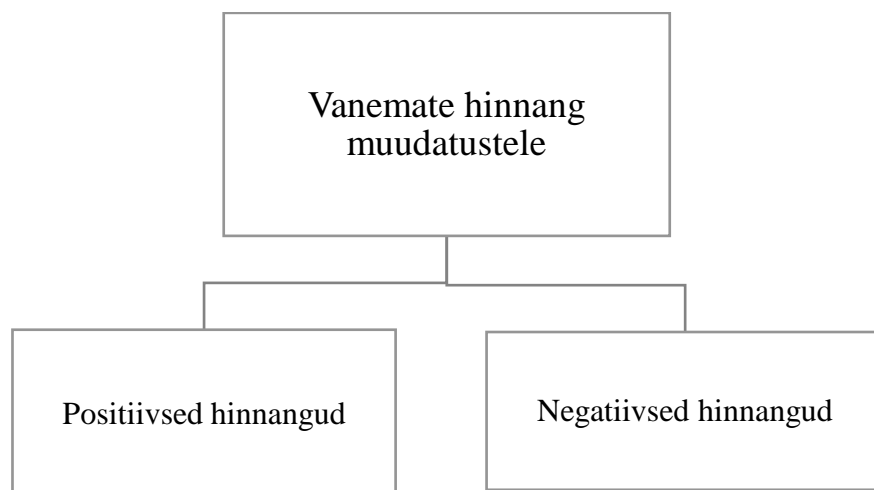 Vanemate hinnang
muudatustele
Positiivsed hinnangud
Negatiivsed hinnangud